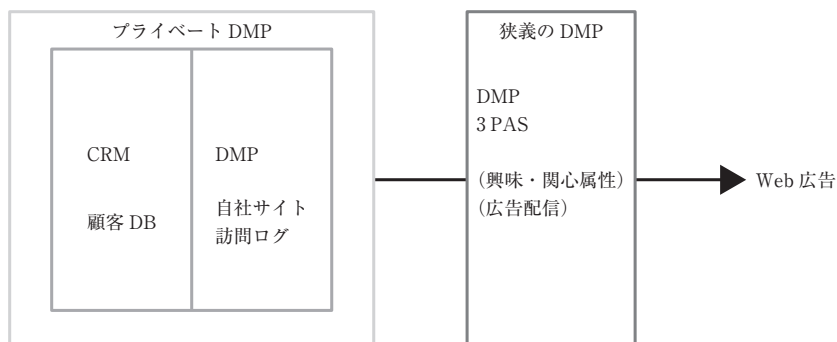 プライベート DMP
CRM
顧客 DB
DMP
自社サイト
訪問ログ
狭義の DMP
DMP
3 PAS
(興味・関心属性)
(広告配信)
Web 広告